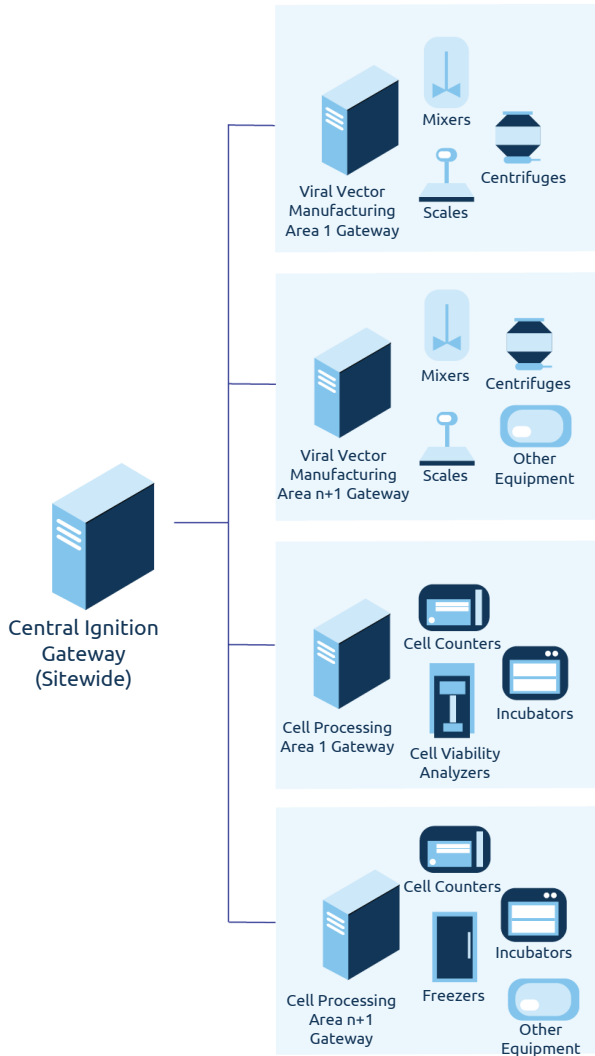 Mixers
Centrifuges
Scales
Viral Vector
Manufacturing
Area 1 Gateway
Mixers
Centrifuges
Scales
Other
Equipment
Viral Vector
Manufacturing
Area n+1 Gateway
Central Ignition
Gateway
(Sitewide)
Cell Counters
Incubators
Cell Viability
Analyzers
Cell Processing
Area 1 Gateway
Cell Counters
Incubators
Freezers
Other
Equipment
Cell Processing
Area n+1
Gateway